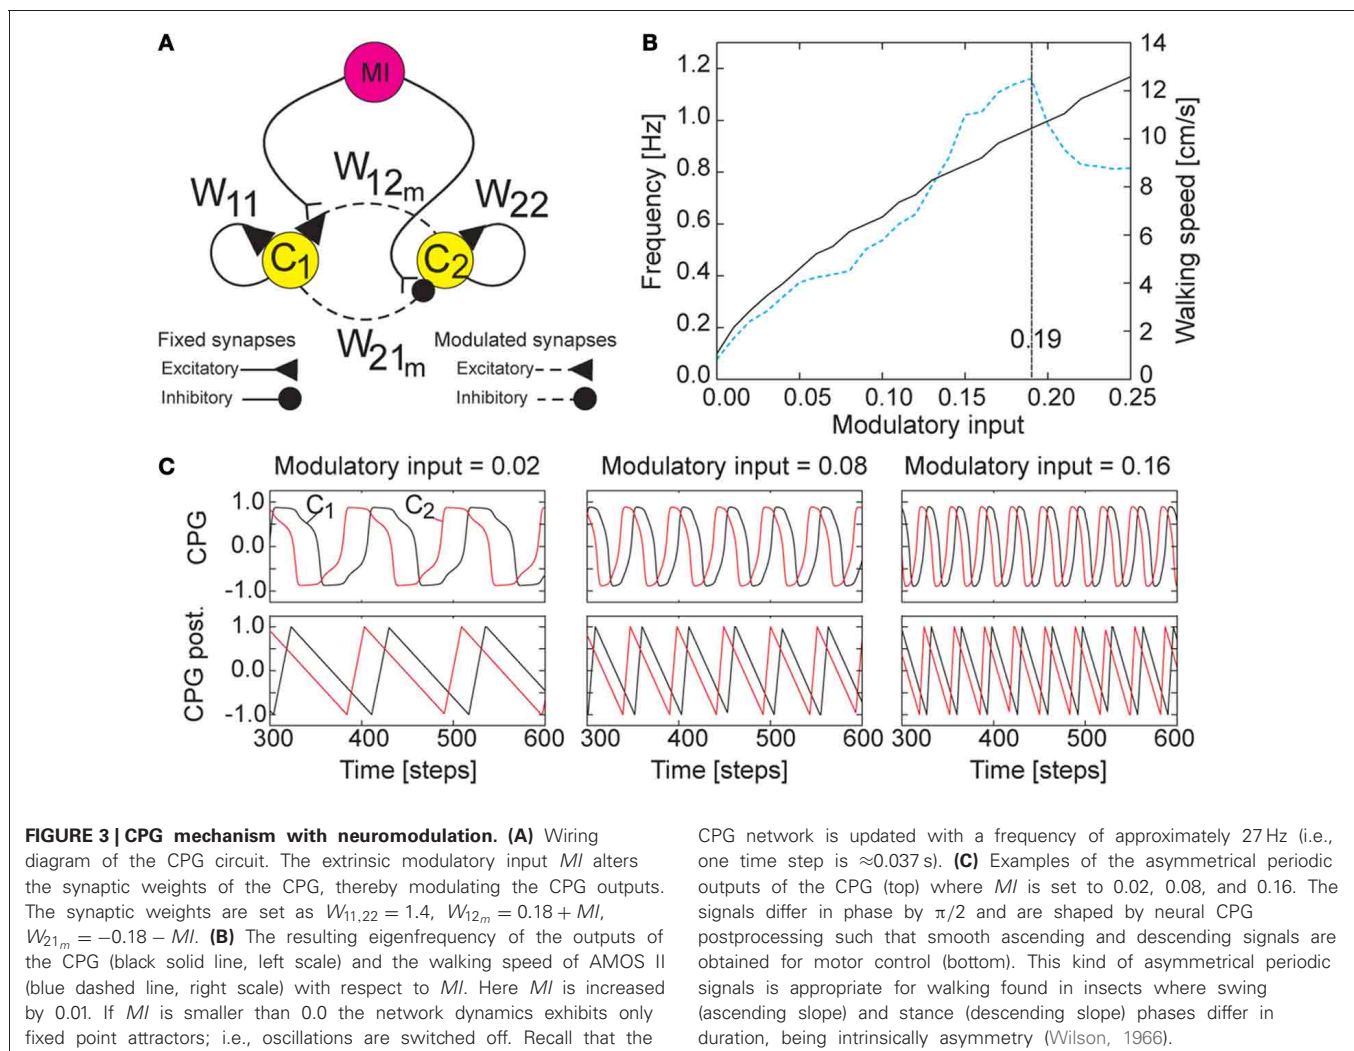 A
MI
W12m
W11
W22
C1
C2
W21m
Fixed synapses
Excitatory
Inhibitory
Modulated synapses
Excitatory
Inhibitory
B
Frequency [Hz]
1.2
1.0
0.8
0.6
0.4
0.2
0.0
14
12
10
8
6
4
2
0
Walking speed [cm/s]
0.19
0.00 0.05 0.10 0.15 0.20 0.25
Modulatory input
C
Modulatory input = 0.02
Modulatory input = 0.08
Modulatory input = 0.16
CPG
1.0
0.0
-1.0
C1
C2
CPG post.
1.0
0.0
-1.0
300 400 500 600
300 400 500 600
300 400 500 600
Time [steps]
Time [steps]
Time [steps]
FIGURE 3 | CPG mechanism with neuromodulation. (A) Wiring
diagram of the CPG circuit. The extrinsic modulatory input MI alters
the synaptic weights of the CPG, thereby modulating the CPG outputs.
The synaptic weights are set as W11,22 = 1.4, W12m = 0.18 + MI,
W21m = −0.18 − MI. (B) The resulting eigenfrequency of the outputs of
the CPG (black solid line, left scale) and the walking speed of AMOS II
(blue dashed line, right scale) with respect to MI. Here MI is increased
by 0.01. If MI is smaller than 0.0 the network dynamics exhibits only
fixed point attractors; i.e., oscillations are switched off. Recall that the
CPG network is updated with a frequency of approximately 27 Hz (i.e.,
one time step is ≈0.037 s). (C) Examples of the asymmetrical periodic
outputs of the CPG (top) where MI is set to 0.02, 0.08, and 0.16. The
signals differ in phase by π/2 and are shaped by neural CPG
postprocessing such that smooth ascending and descending signals are
obtained for motor control (bottom). This kind of asymmetrical periodic
signals is appropriate for walking found in insects where swing
(ascending slope) and stance (descending slope) phases differ in
duration, being intrinsically asymmetry (Wilson, 1966).